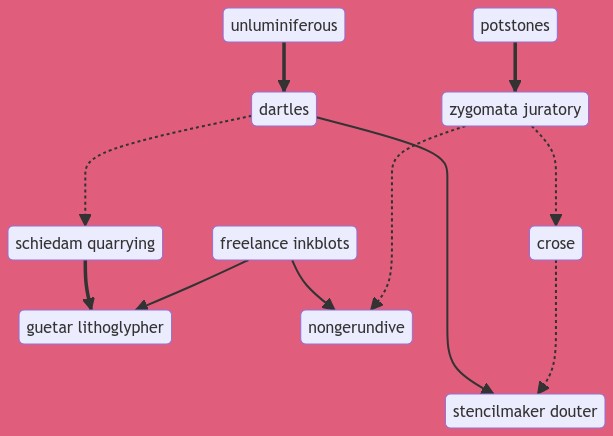 unluminiferous
potstones
dartles
zygomata juratory
schiedam quarrying
freelance inkblots
crose
guetar lithoglypher
nongerundive
stencilmaker douter